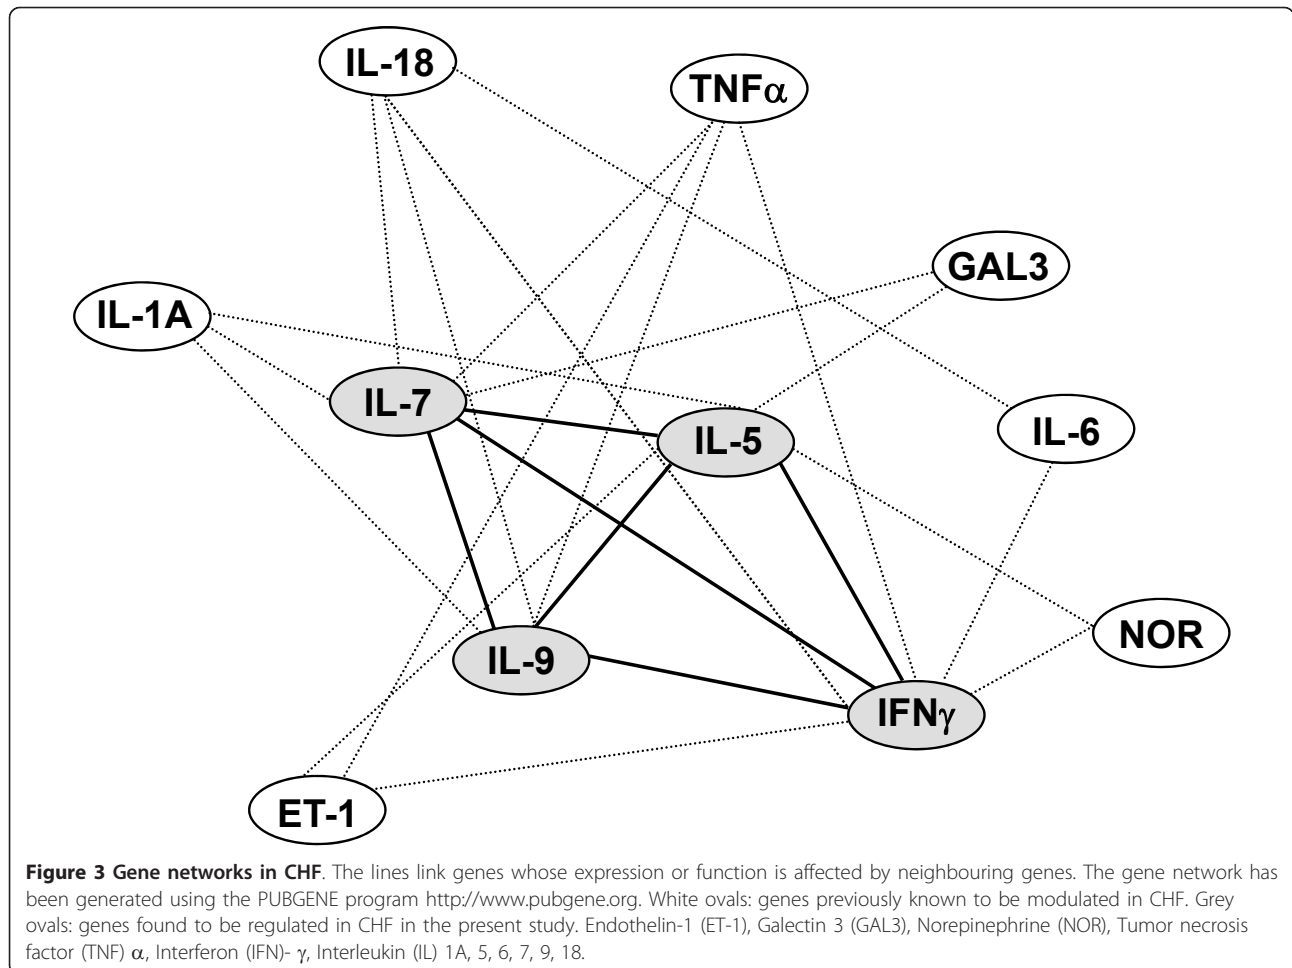 IL-18
TNFα
GAL3
IL-1A
IL-7
IL-5
IL-6
IL-9
NOR
IFNγ
ET-1
Figure 3 Gene networks in CHF. The lines link genes whose expression or function is affected by neighbouring genes. The gene network has
been generated using the PUBGENE program http://www.pubgene.org. White ovals: genes previously known to be modulated in CHF. Grey
ovals: genes found to be regulated in CHF in the present study. Endothelin-1 (ET-1), Galectin 3 (GAL3), Norepinephrine (NOR), Tumor necrosis
factor (TNF) α, Interferon (IFN)- γ, Interleukin (IL) 1A, 5, 6, 7, 9, 18.